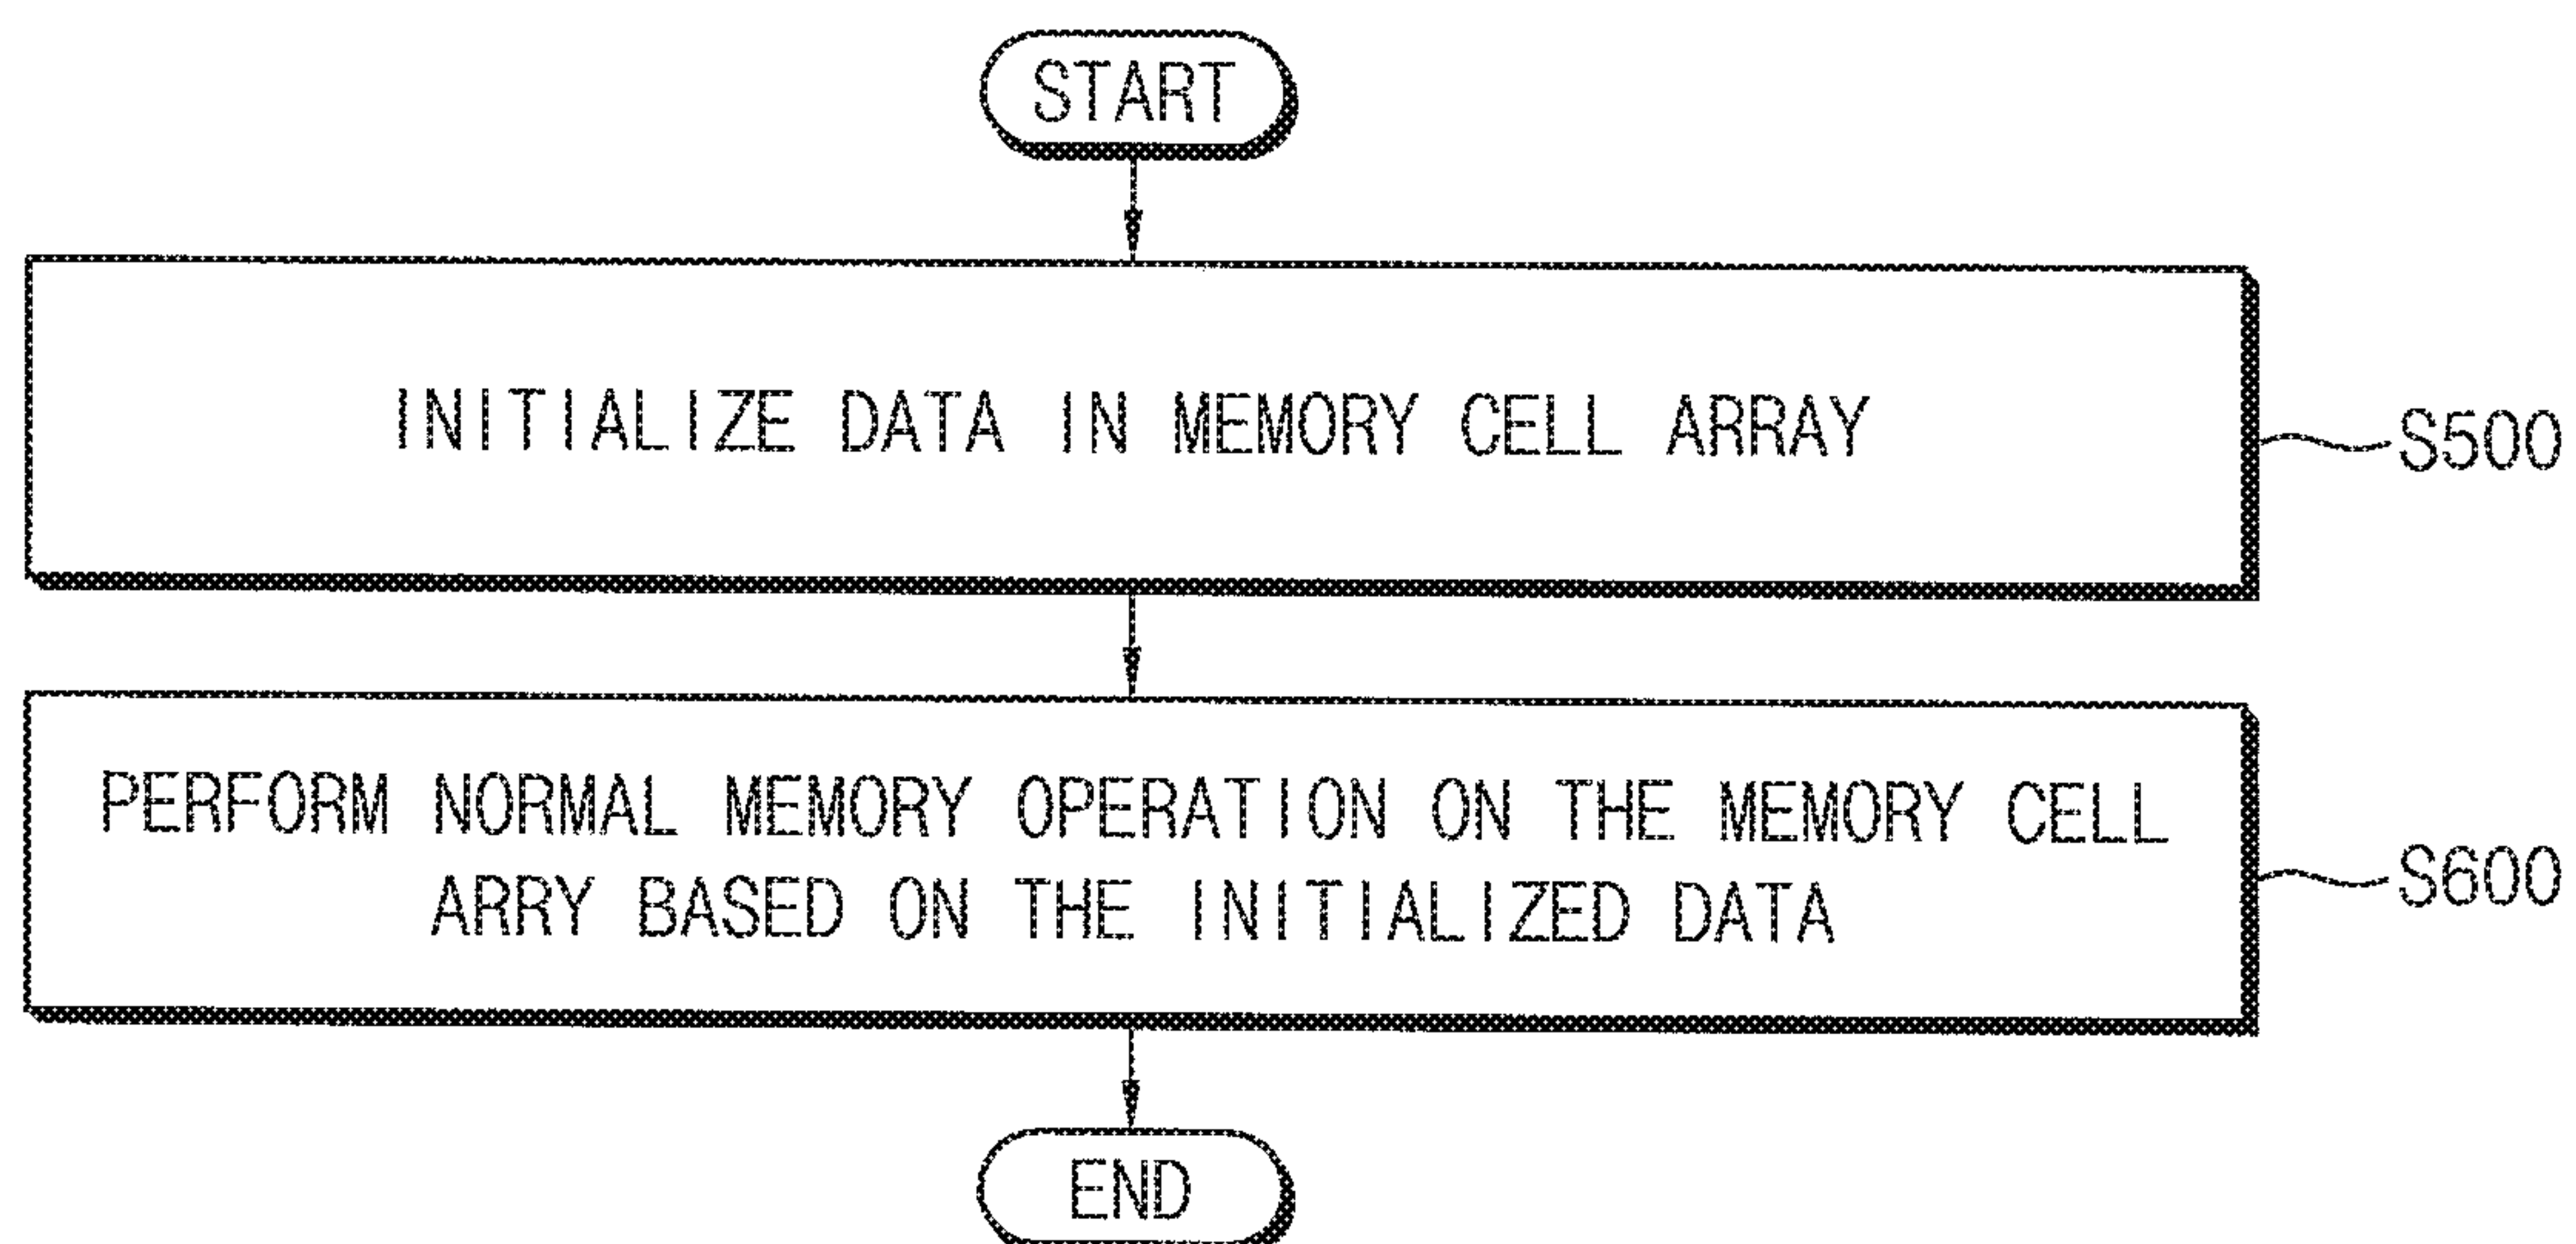 START
INITIALIZE DATA IN MEMORY CELL ARRAY
S500
PERFORM NORMAL MEMORY OPERATION ON THE MEMORY CELL
ARRY BASED ON THE INITIALIZED DATA
S600
END